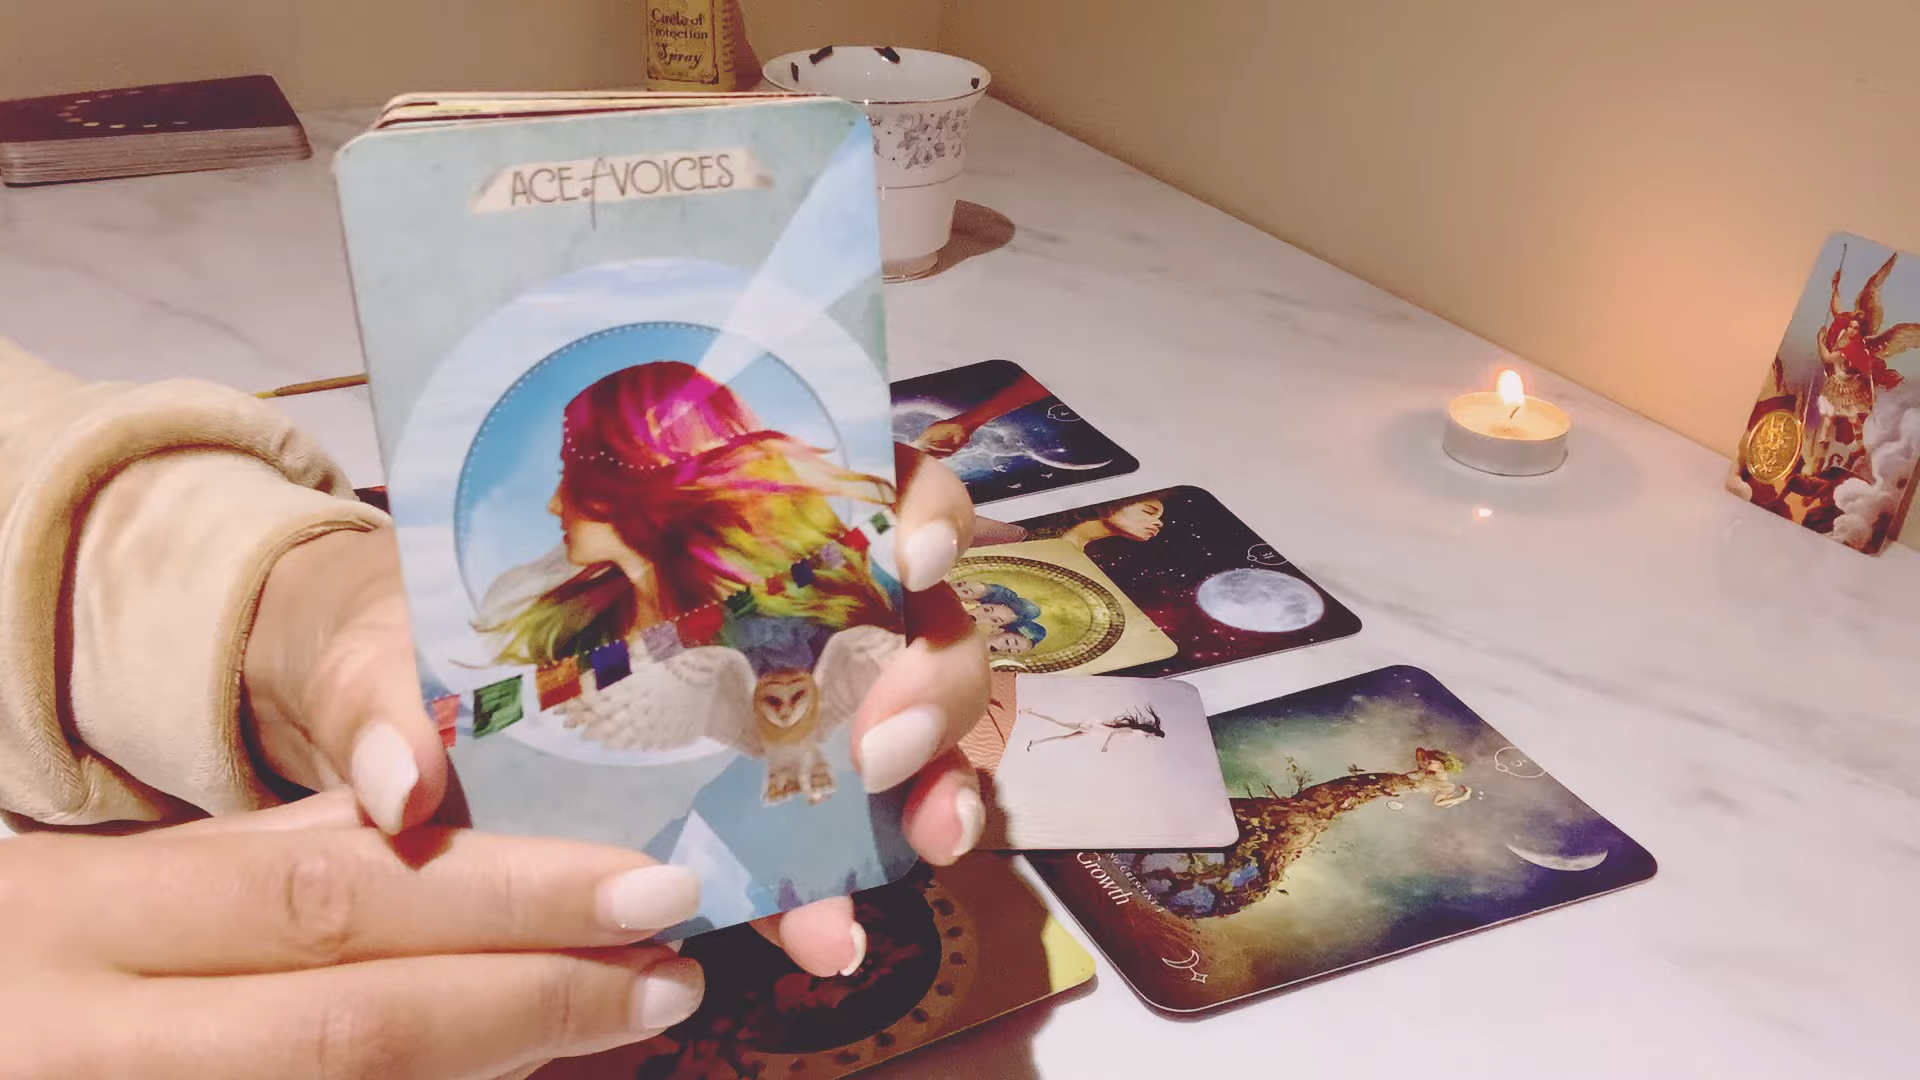 Circle of
Protection
Spray
ACE of VOICES
Growth